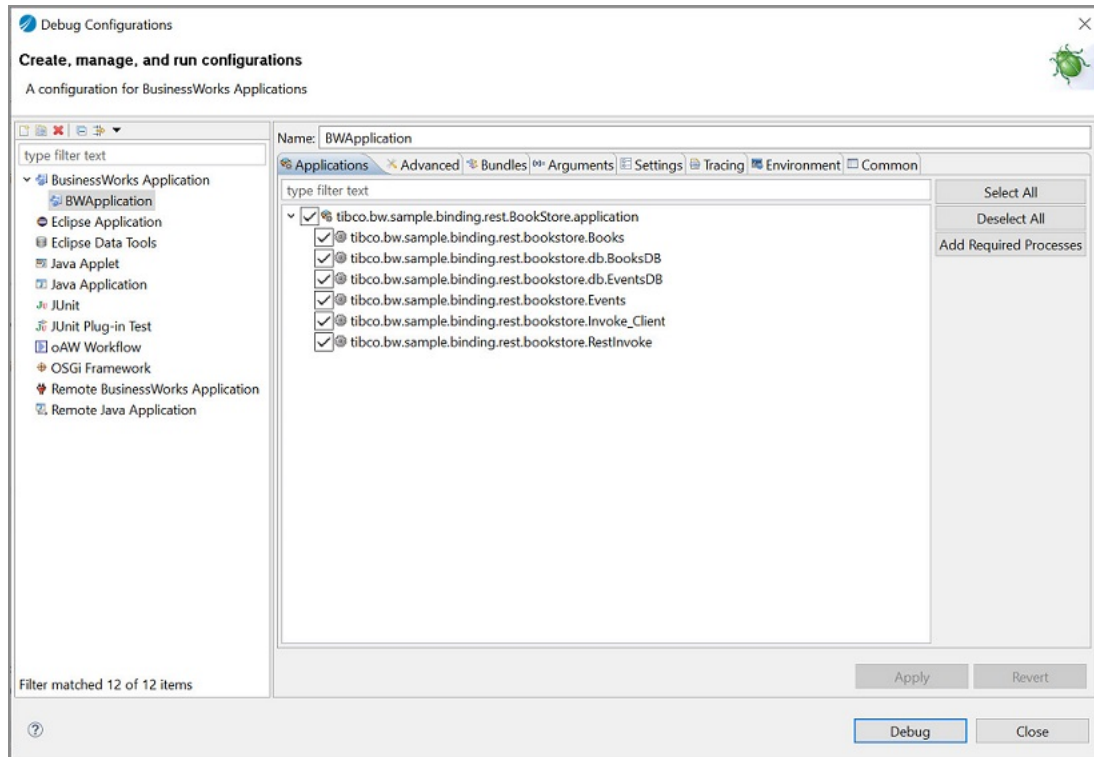 Debug Configurations
Create, manage, and run configurations
A configuration for BusinessWorks Applications
type filter text
BusinessWorks Application
BWApplication
Eclipse Application
Eclipse Data Tools
Java Applet
Java Application
JUnit
JUnit Plug-in Test
oAW Workflow
OSGi Framework
Remote BusinessWorks Application
Remote Java Application
Filter matched 12 of 12 items
Name: BWApplication
Applications Advanced Bundles Arguments Settings Tracing Environment Common
type filter text
tibco.bw.sample.binding.rest.BookStore.application
tibco.bw.sample.binding.rest.bookstore.Books
tibco.bw.sample.binding.rest.bookstore.db.BooksDB
tibco.bw.sample.binding.rest.bookstore.db.EventsDB
tibco.bw.sample.binding.rest.bookstore.Events
tibco.bw.sample.binding.rest.bookstore.Invoke_Client
tibco.bw.sample.binding.rest.bookstore.RestInvoke
Select All
Deselect All
Add Required Processes
Apply Revert
Debug Close